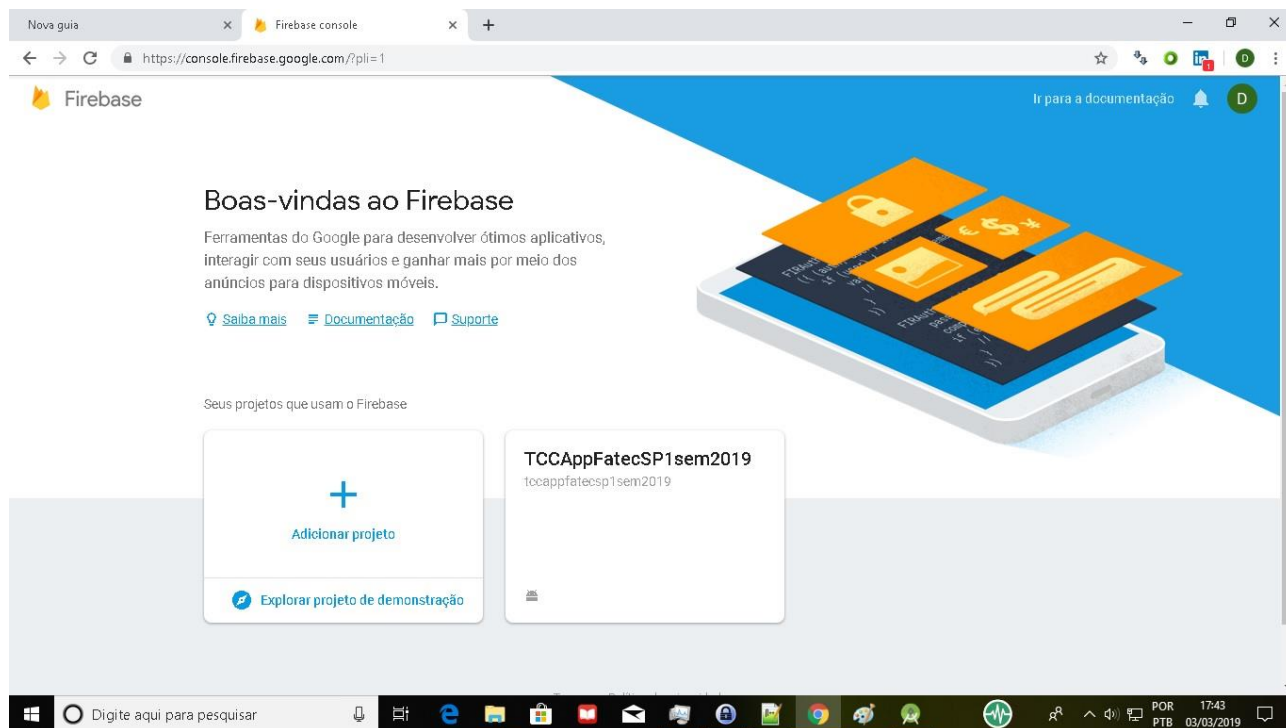 Nova guia
Firebase console
https://console.firebase.google.com/?pli=1
in
1
D
Firebase
Ir para a documentação
D
Boas-vindas ao Firebase
Ferramentas do Google para desenvolver ótimos aplicativos,
interagir com seus usuários e ganhar mais por meio dos
anúncios para dispositivos móveis.
Saiba mais
Documentação
Suporte
Seus projetos que usam o Firebase
Adicionar projeto
Explorar projeto de demonstração
TCCAppFatecSP1sem2019
tccappfatecsp1sem2019
Digite aqui para pesquisar
POR
PTB
17:43
03/03/2019